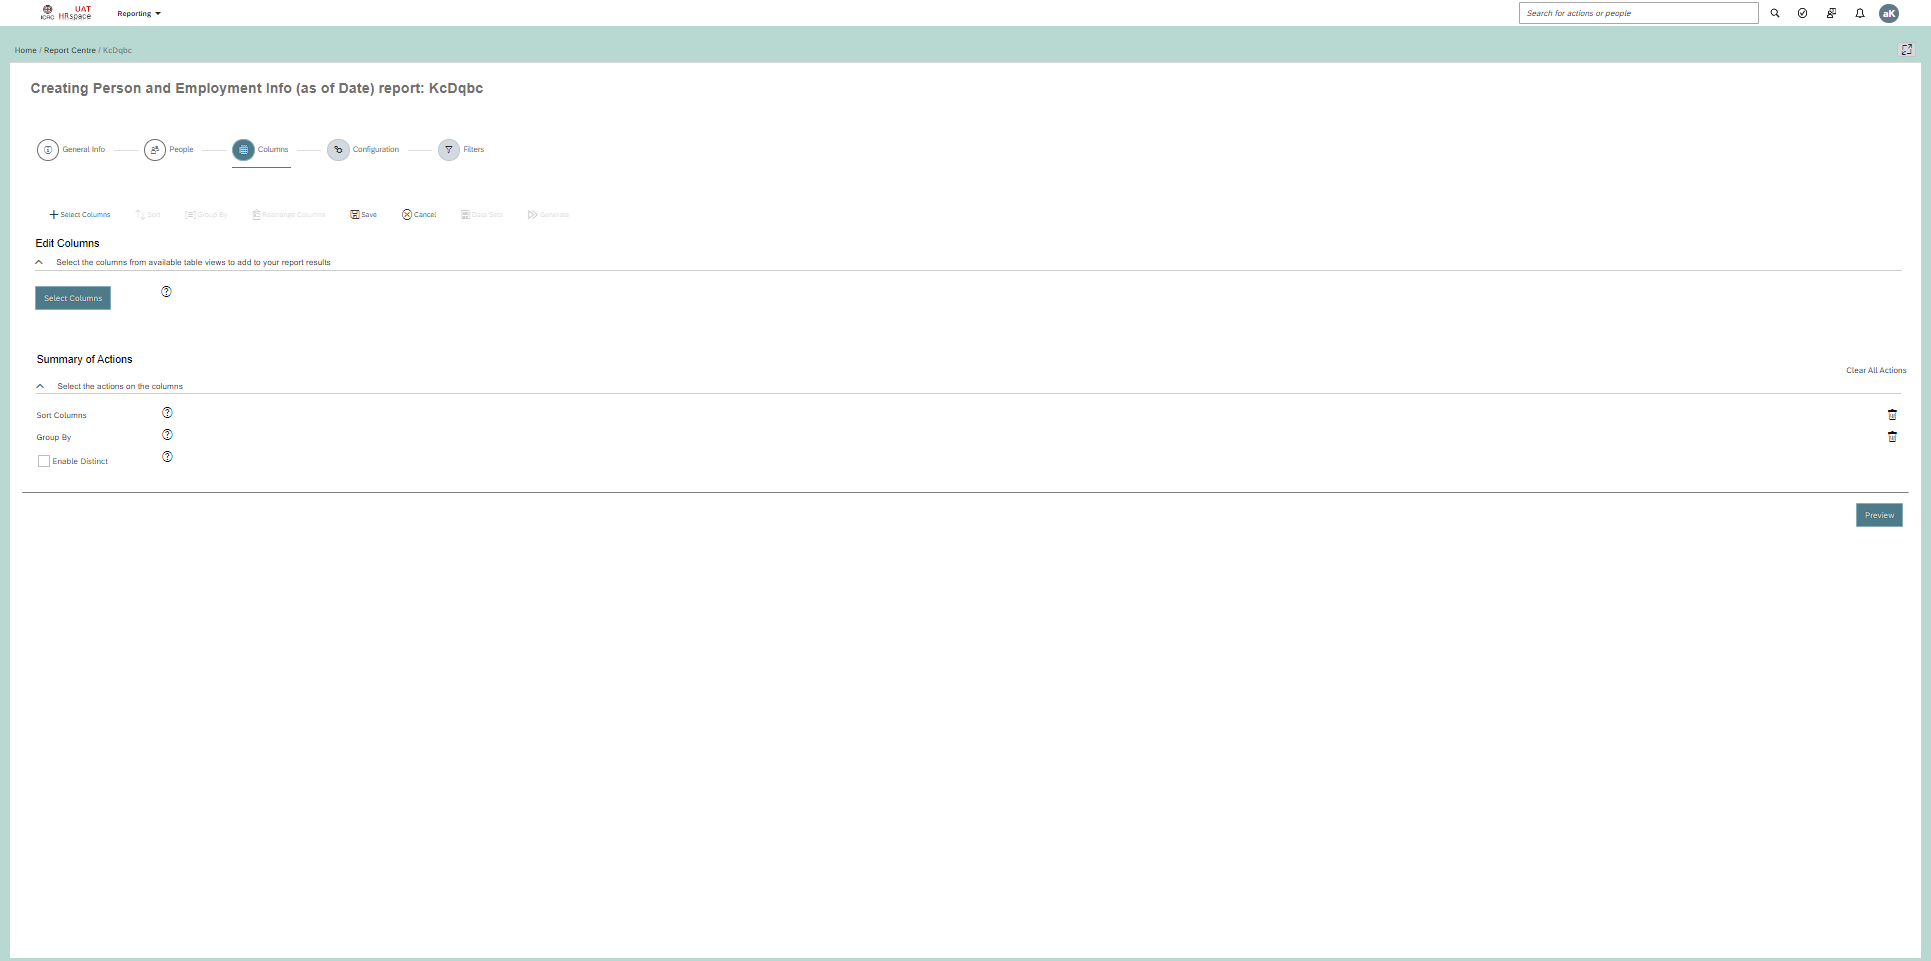 UAT
ICRC HRspace
Reporting
Search for actions or people
aK
Home / Report Centre / KcDqbc
Creating Person and Employment Info (as of Date) report: KcDqbc
General Info
People
Columns
Configuration
Filters
Select Columns
Sort
Group By
Rearrange Columns
Save
Cancel
Data Sets
Generate
Edit Columns
Select the columns from available table views to add to your report results
Select Columns
Summary of Actions
Clear All Actions
Select the actions on the columns
Sort Columns
Group By
Enable Distinct
Preview